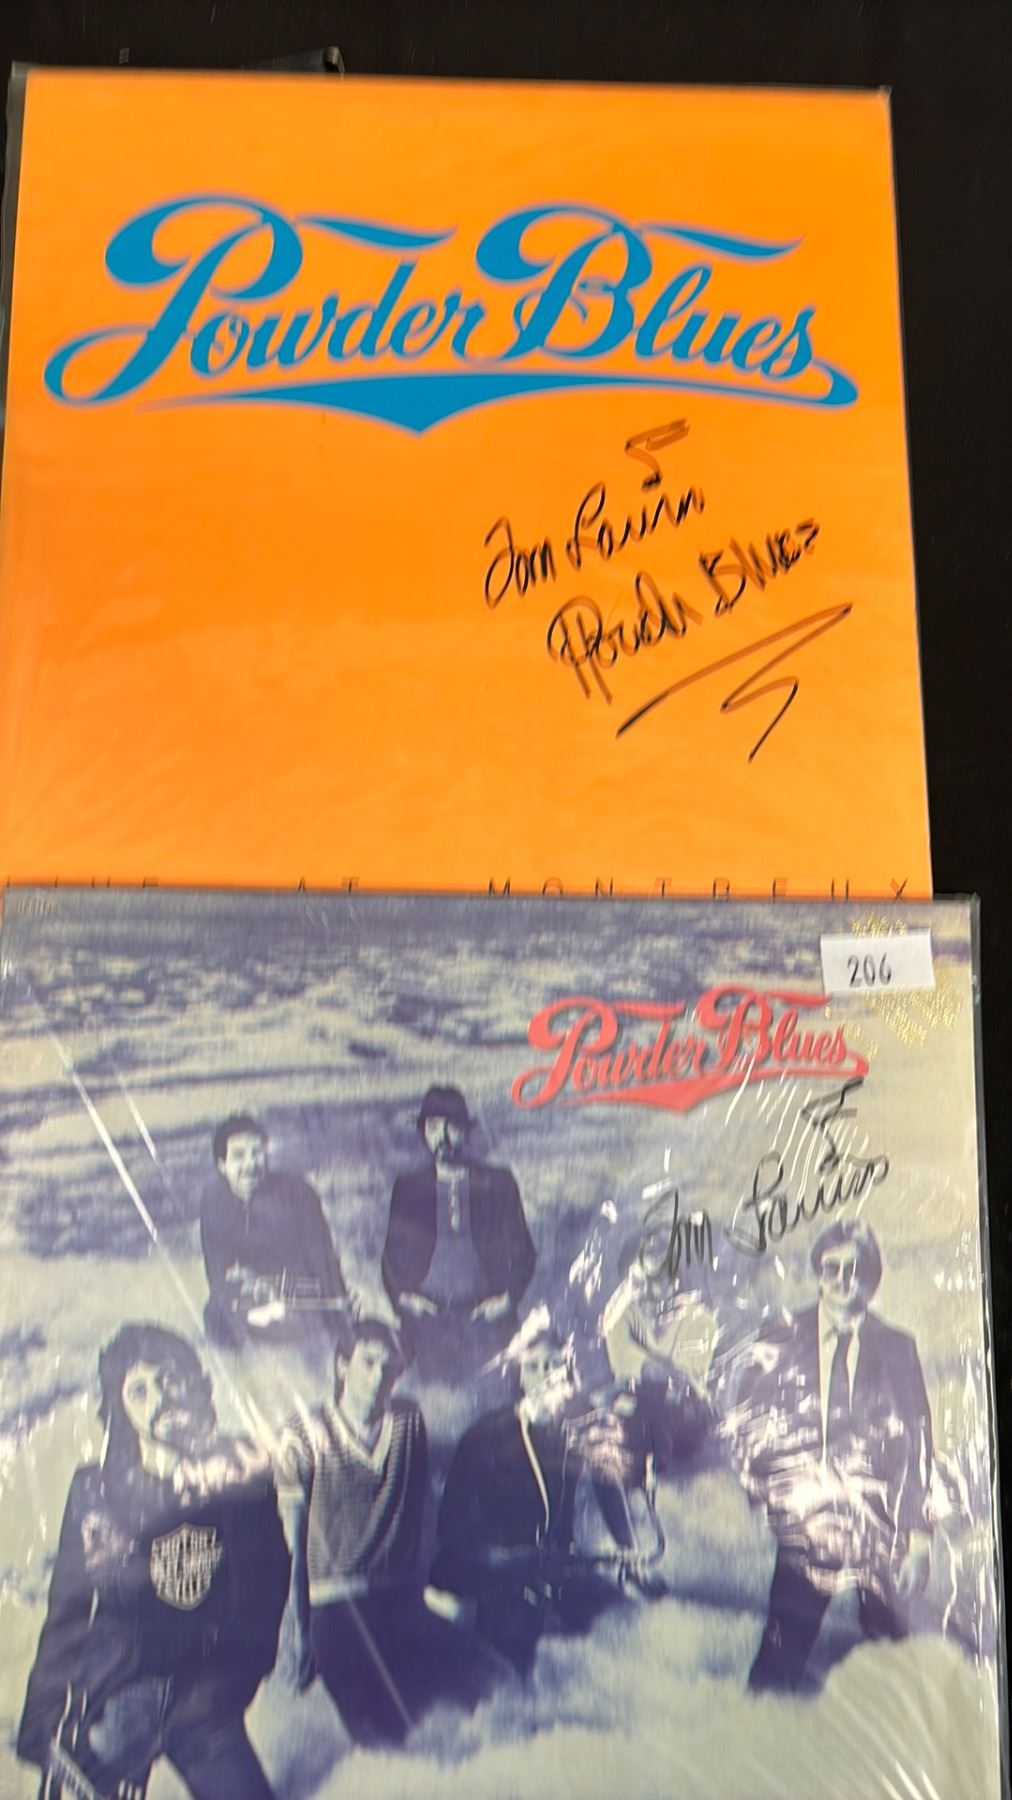 Powder Blues
Tom Lavin
Powder Blues
LIVE AT MONTREUX
206
Powder Blues
Tom Lavin